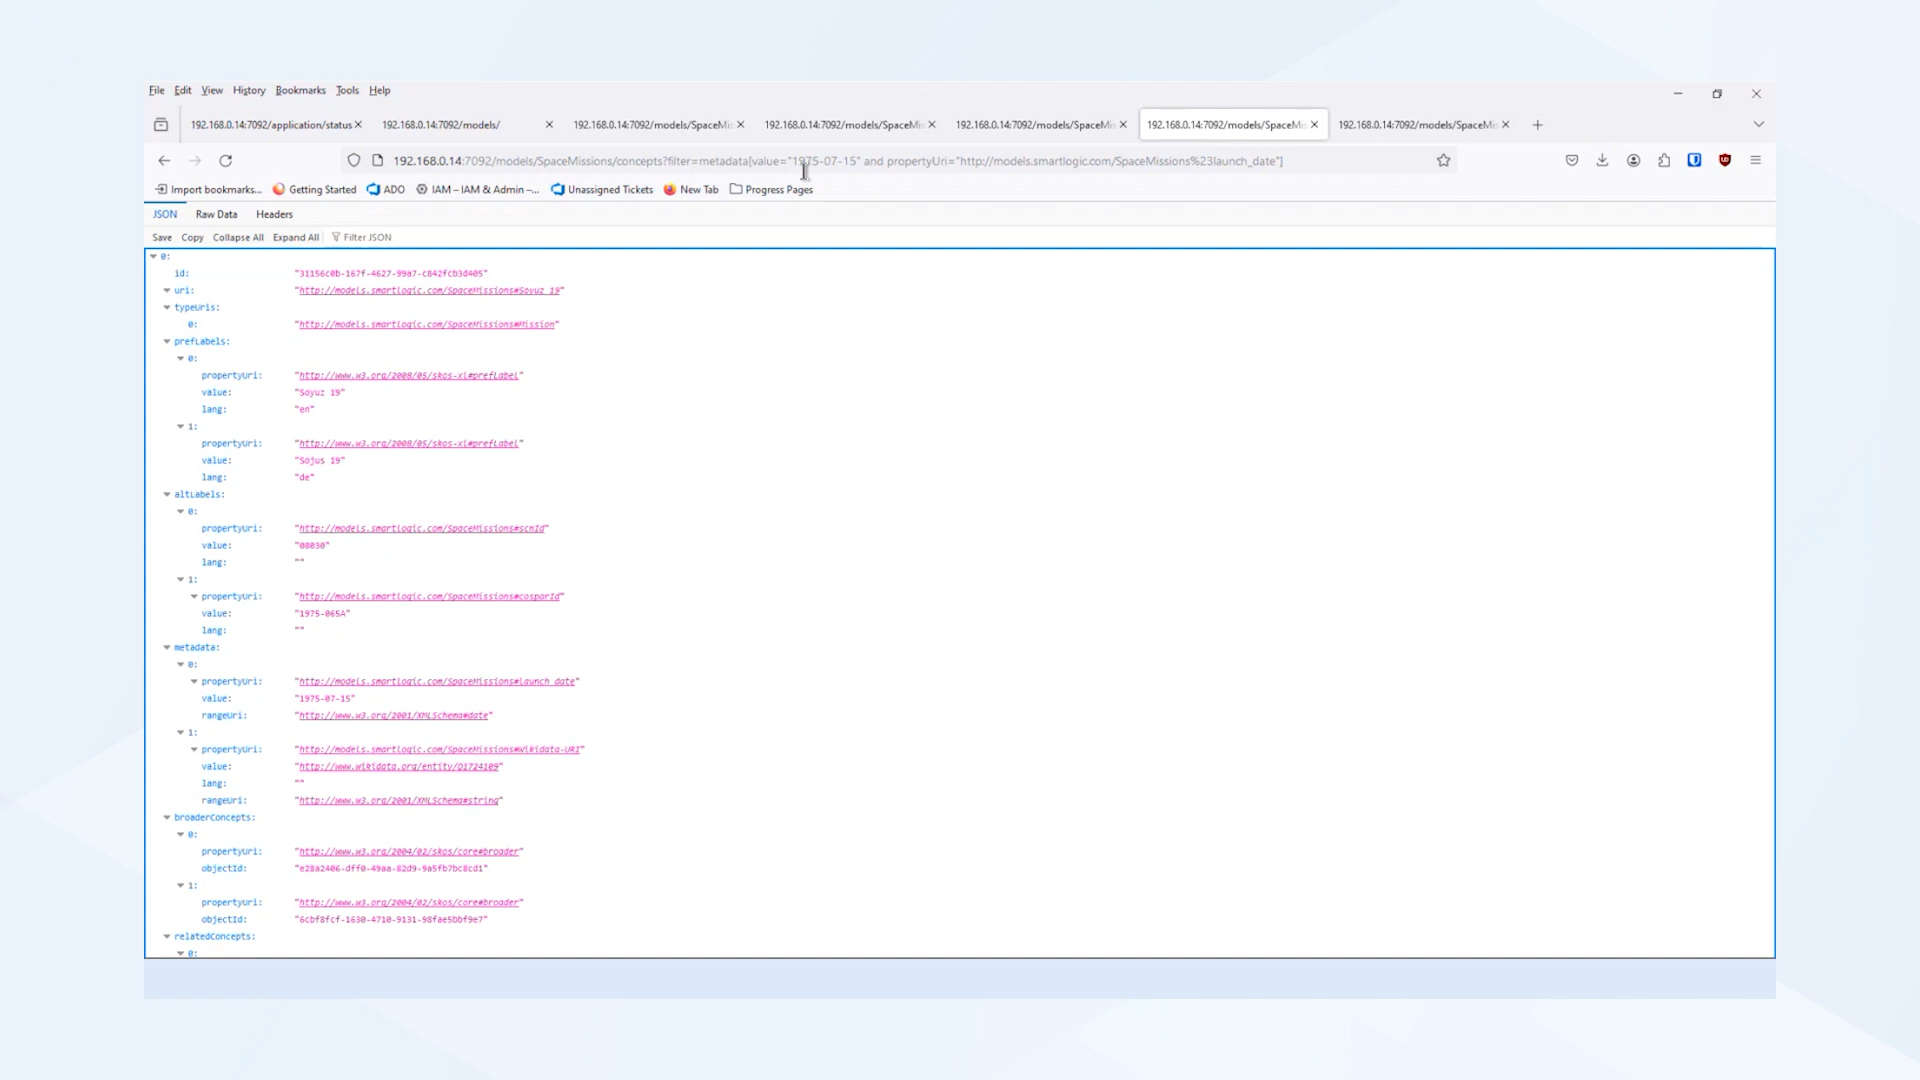 File Edit View History Bookmarks Tools Help
192.168.0.14:7092/application/status 192.168.0.14:7092/models/ 192.168.0.14:7092/models/SpaceMis 192.168.0.14:7092/models/SpaceMis 192.168.0.14:7092/models/SpaceMis 192.168.0.14:7092/models/SpaceMis 192.168.0.14:7092/models/SpaceMis
192.168.0.14:7092/models/SpaceMissions/concepts?filter=metadata[value="1975-07-15" and propertyUri="http://models.smartlogic.com/SpaceMissions%23launch_date"]
Import bookmarks... Getting Started ADO IAM – IAM & Admin –... Unassigned Tickets New Tab Progress Pages
JSON Raw Data Headers
Save Copy Collapse All Expand All Filter JSON
0:
id: "31156c0b-167f-4627-99a7-c842fcb3d405"
uri: "http://models.smartlogic.com/SpaceMissions#Soyuz_19"
typeUris:
0: "http://models.smartlogic.com/SpaceMissions#Mission"
prefLabels:
0:
propertyUri: "http://www.w3.org/2008/05/skos-xl#prefLabel"
value: "Soyuz 19"
lang: "en"
1:
propertyUri: "http://www.w3.org/2008/05/skos-xl#prefLabel"
value: "Sojus 19"
lang: "de"
altLabels:
0:
propertyUri: "http://models.smartlogic.com/SpaceMissions#scnId"
value: "08030"
lang: ""
1:
propertyUri: "http://models.smartlogic.com/SpaceMissions#cosparId"
value: "1975-065A"
lang: ""
metadata:
0:
propertyUri: "http://models.smartlogic.com/SpaceMissions#launch_date"
value: "1975-07-15"
rangeUri: "http://www.w3.org/2001/XMLSchema#date"
1:
propertyUri: "http://models.smartlogic.com/SpaceMissions#Wikidata-URI"
value: "http://www.wikidata.org/entity/Q1724109"
lang: ""
rangeUri: "http://www.w3.org/2001/XMLSchema#string"
broaderConcepts:
0:
propertyUri: "http://www.w3.org/2004/02/skos/core#broader"
objectId: "e28a2406-dff0-49aa-82d9-9a5fb7bc8cd1"
1:
propertyUri: "http://www.w3.org/2004/02/skos/core#broader"
objectId: "6cbf8fcf-1630-4710-9131-98fae5bbf9e7"
relatedConcepts:
0: